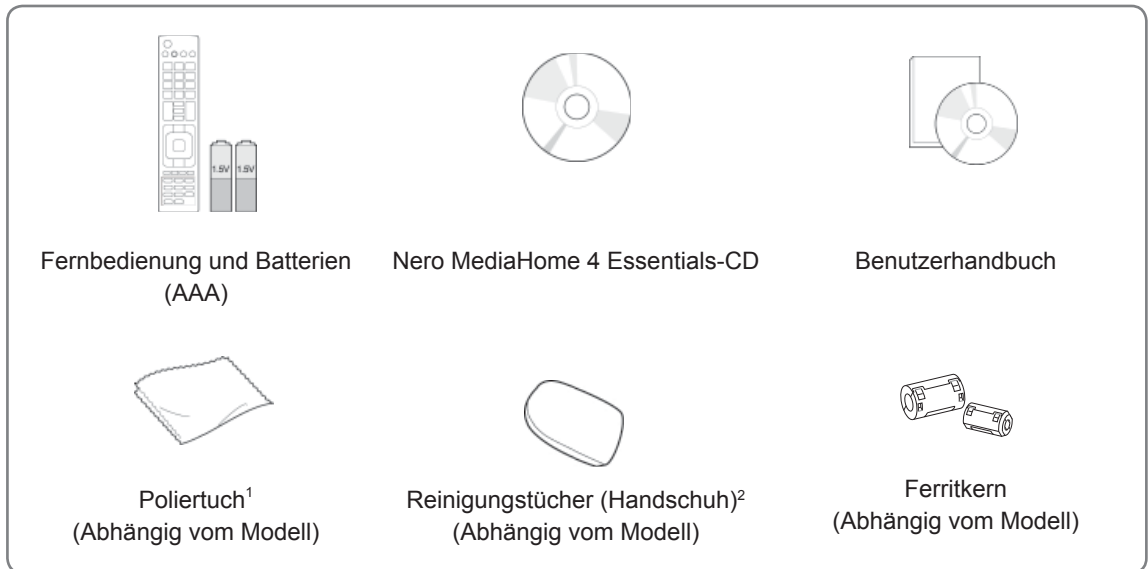 1.5V 1.5V
Fernbedienung und Batterien
(AAA)
Nero MediaHome 4 Essentials-CD
Benutzerhandbuch
Poliertuch¹
(Abhängig vom Modell)
Reinigungstücher (Handschuh)²
(Abhängig vom Modell)
Ferritkern
(Abhängig vom Modell)